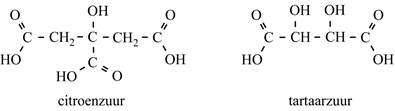 O OH O OH OH
C – CH₂ – C – CH₂ – C O C – CH – CH – C O
HO HO C O OH HO OH
citroenzuur tartaarzuur